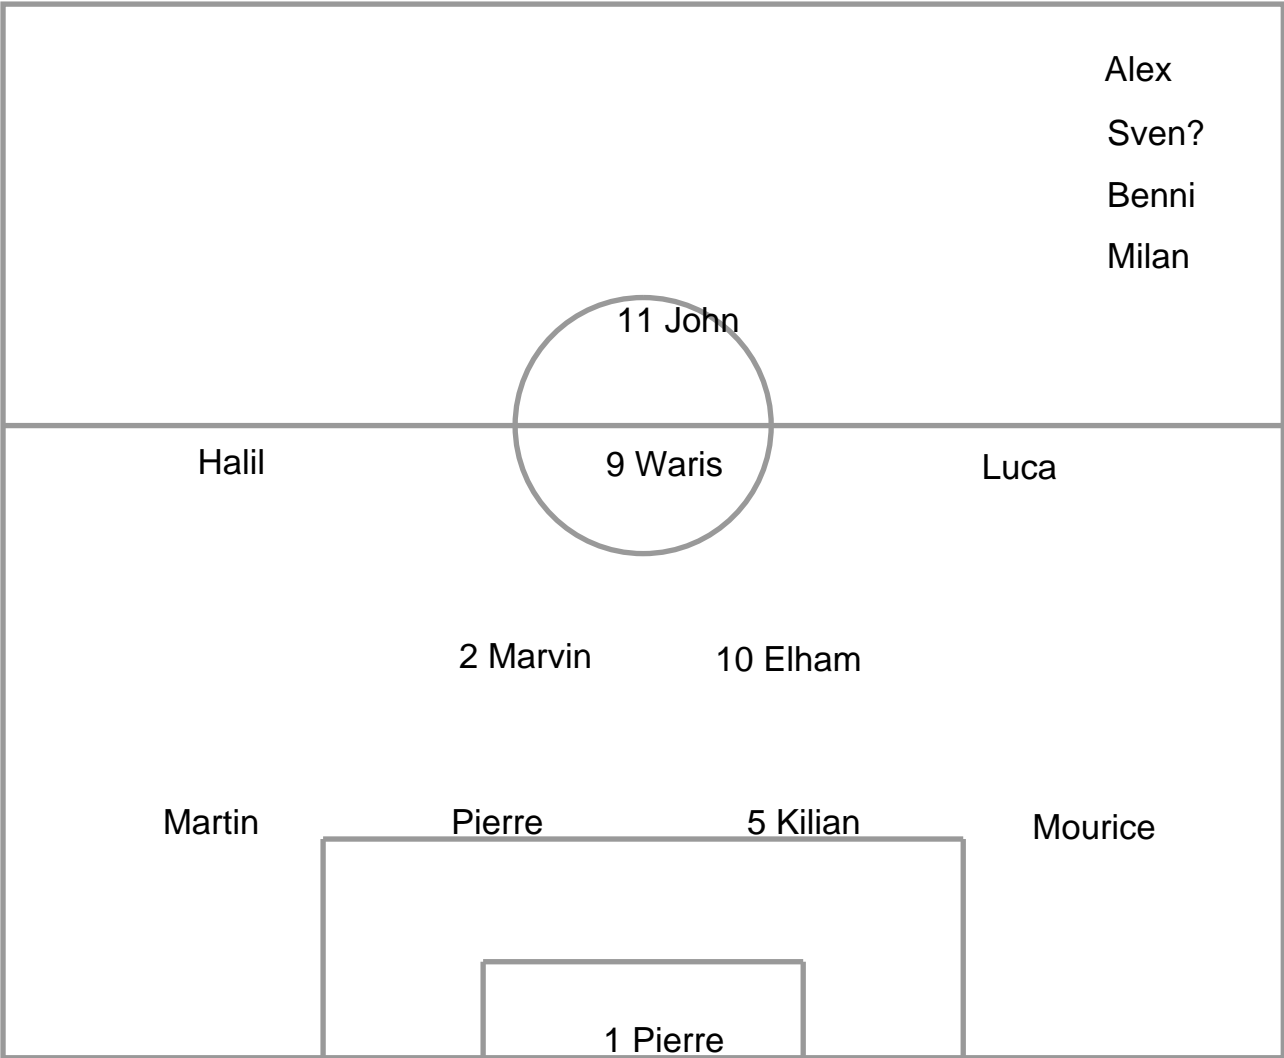 Alex
Sven?
Benni
Milan
11 John
Halil
9 Waris
Luca
2 Marvin
10 Elham
Martin
Pierre
5 Kilian
Mourice
1 Pierre